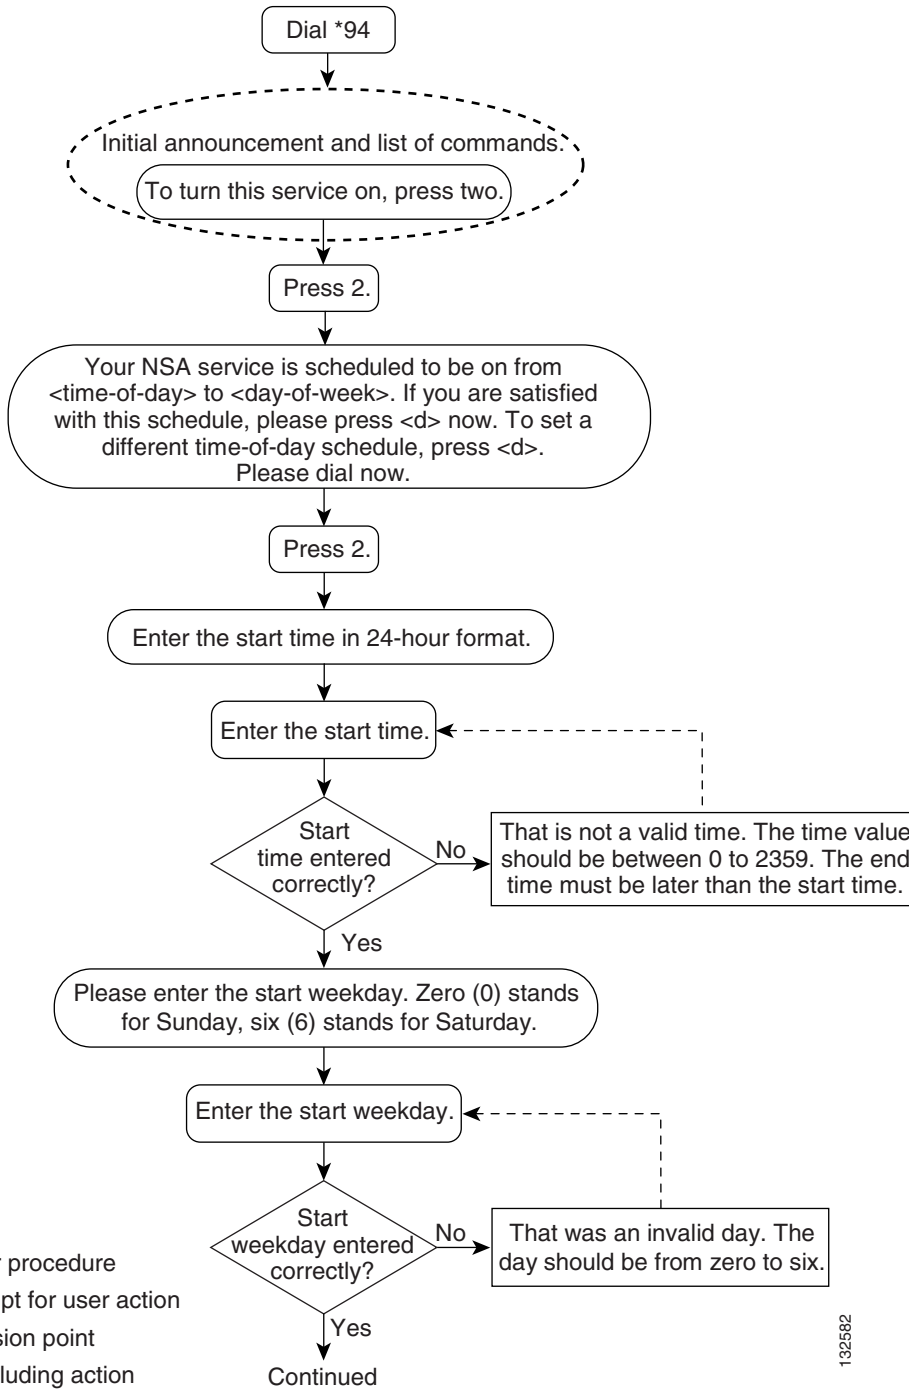 Dial *94
Initial announcement and list of commands.
To turn this service on, press two.
Press 2.
Your NSA service is scheduled to be on from
<time-of-day> to <day-of-week>. If you are satisfied
with this schedule, please press <d> now. To set a
different time-of-day schedule, press <d>.
Please dial now.
Press 2.
Enter the start time in 24-hour format.
Enter the start time.
Start
time entered
correctly?
No
That is not a valid time. The time value
should be between 0 to 2359. The end
time must be later than the start time.
Yes
Please enter the start weekday. Zero (0) stands
for Sunday, six (6) stands for Saturday.
Enter the start weekday.
Start
weekday entered
correctly?
No
That was an invalid day. The
day should be from zero to six.
Yes
Continued
procedure
for user action
point
action
132582